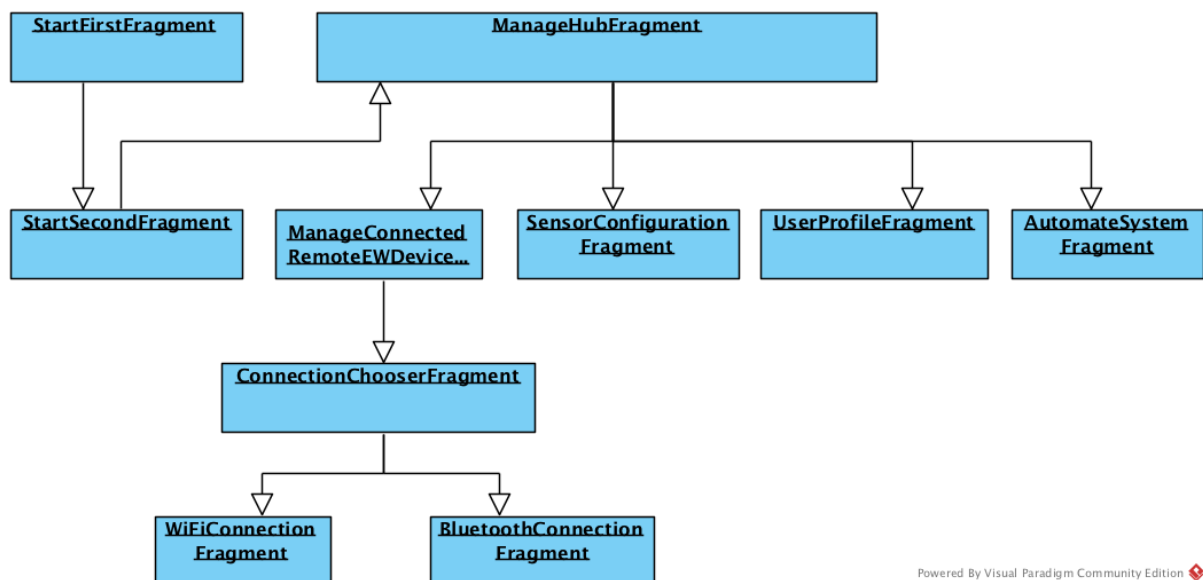 StartFirstFragment
ManageHubFragment
StartSecondFragment
ManageConnected
RemoteEWDevice...
SensorConfiguration
Fragment
UserProfileFragment
AutomateSystem
Fragment
ConnectionChooserFragment
WiFiConnection
Fragment
BluetoothConnection
Fragment
Powered By Visual Paradigm Community Edition